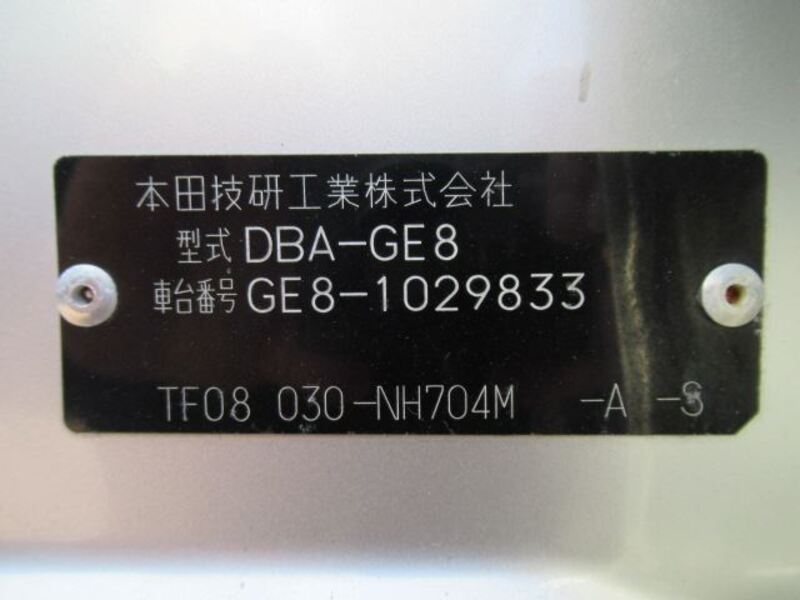 本田技研工業株式会社
型式 DBA-GE8
車台番号 GE8-1029833
TF08 030-NH704M -A -S